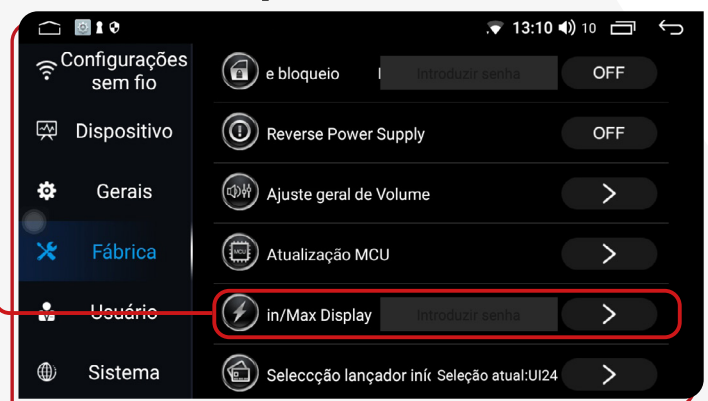 13:10 10
Configurações
sem fio
e bloqueio Introduzir senha OFF
Dispositivo
Reverse Power Supply OFF
Gerais
Ajuste geral de Volume
Fábrica
MCU
Atualização MCU
Usuário
in/Max Display Introduzir senha
Sistema
Seleccção lançador iníc Seleção atual:UI24